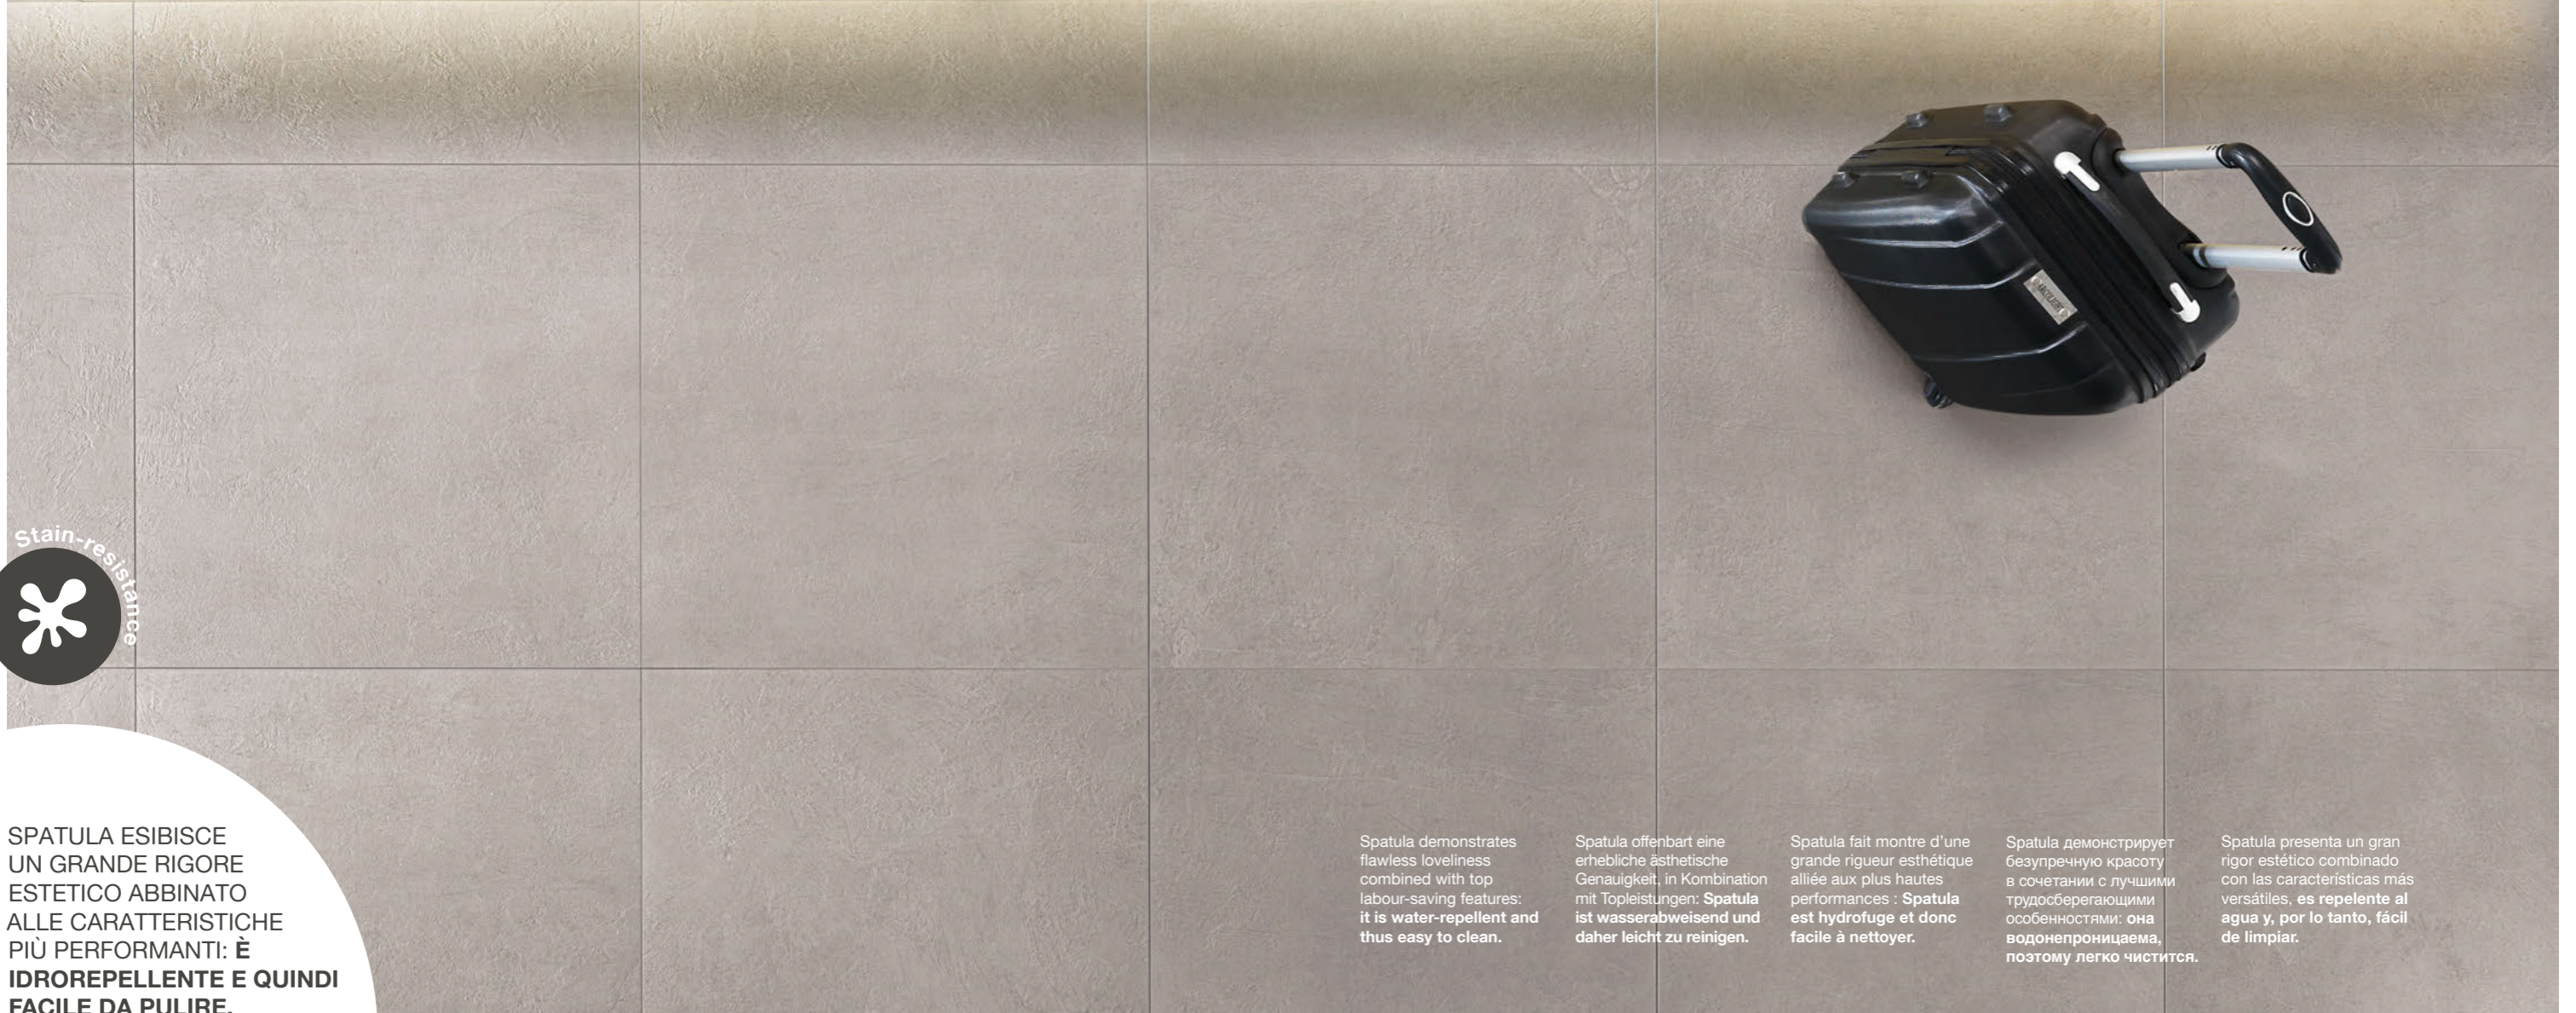 Stain-resistance
SPATULA ESIBISCE
UN GRANDE RIGORE
ESTETICO ABBINATO
ALLE CARATTERISTICHE
PIÙ PERFORMANTI: È
IDROREPELLENTE E QUINDI
FACILE DA PULIRE.
Spatula demonstrates
flawless loveliness
combined with top
labour-saving features:
it is water-repellent and
thus easy to clean.
Spatula offenbart eine
erhebliche ästhetische
Genauigkeit, in Kombination
mit Topleistungen: Spatula
ist wasserabweisend und
daher leicht zu reinigen.
Spatula fait montre d’une
grande rigueur esthétique
alliée aux plus hautes
performances : Spatula
est hydrofuge et donc
facile à nettoyer.
Spatula демонстрирует
безупречную красоту
в сочетании с лучшими
трудосберегающими
особенностями: она
водонепроницаема,
поэтому легко чистится.
Spatula presenta un gran
rigor estético combinado
con las características más
versátiles, es repelente al
agua y, por lo tanto, fácil
de limpiar.